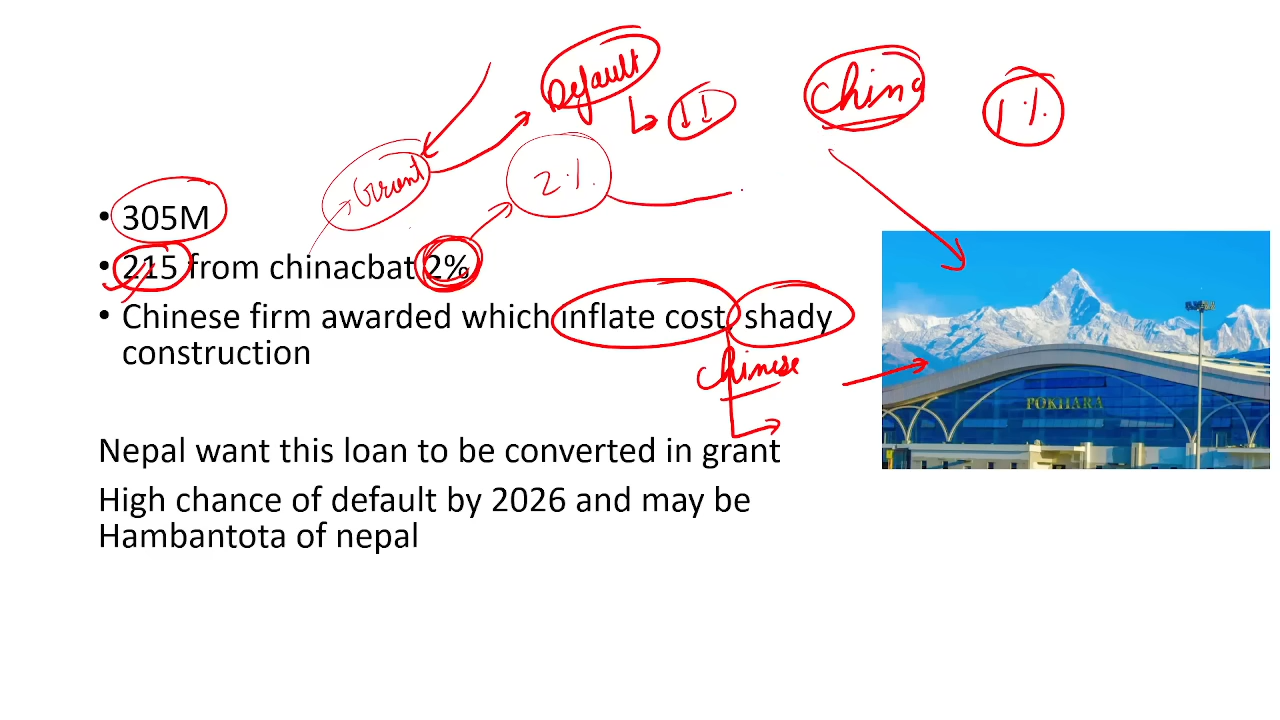 Default
China
1%
2%
Grant
• 305M
• 215 from chinacbat 2%
• Chinese firm awarded which inflate cost, shady
construction
Chinese
POKHARA
Nepal want this loan to be converted in grant
High chance of default by 2026 and may be
Hambantota of nepal